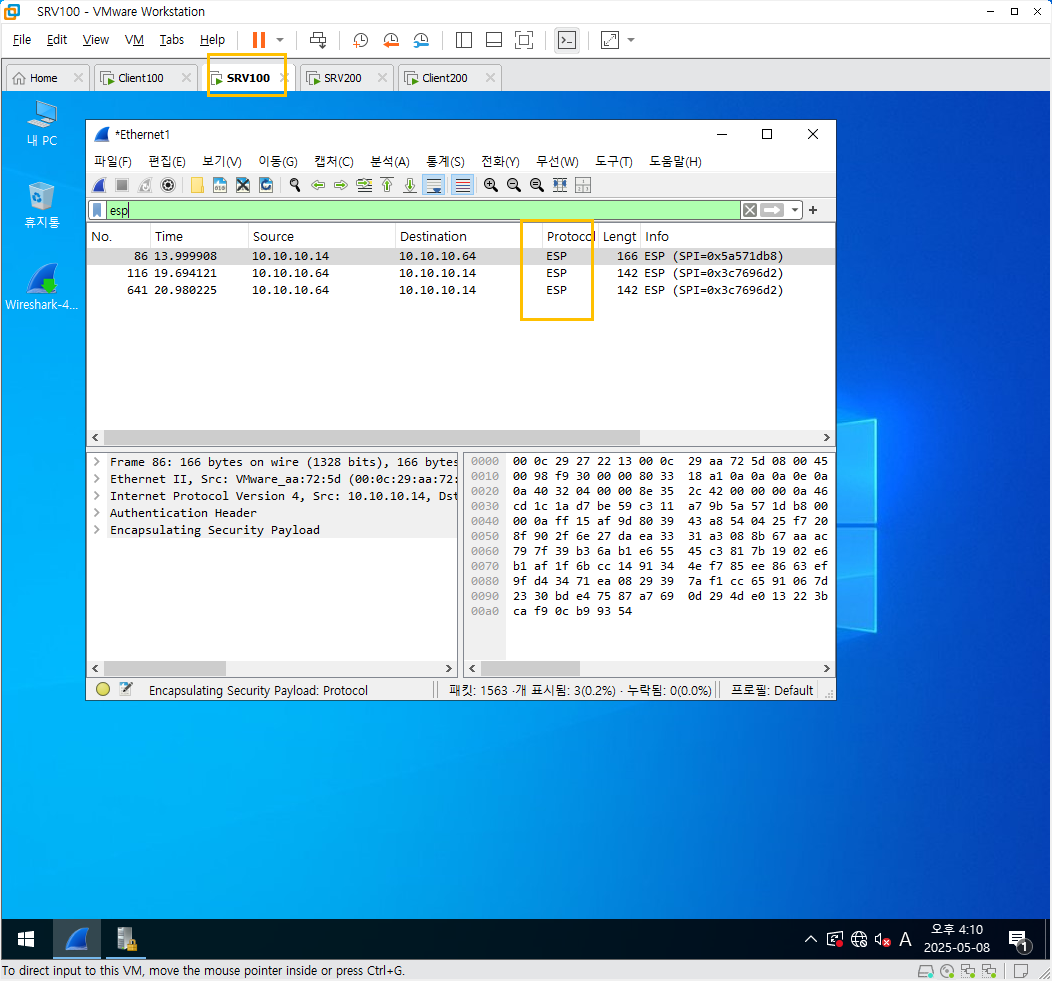 SRV100 - VMware Workstation
File Edit View VM Tabs Help
Home Client100 SRV100 SRV200 Client200
내 PC
휴지통
Wireshark-4...
*Ethernet1
파일(F) 편집(E) 보기(V) 이동(G) 캡처(C) 분석(A) 통계(S) 전화(Y) 무선(W) 도구(T) 도움말(H)
esp
No. Time Source Destination Protocol Lengt Info
86 13.999908 10.10.10.14 10.10.10.64 ESP 166 ESP (SPI=0x5a571db8)
116 19.694121 10.10.10.64 10.10.10.14 ESP 142 ESP (SPI=0x3c7696d2)
641 20.980225 10.10.10.64 10.10.10.14 ESP 142 ESP (SPI=0x3c7696d2)
Frame 86: 166 bytes on wire (1328 bits), 166 bytes
Ethernet II, Src: VMware_aa:72:5d (00:0c:29:aa:72:
Internet Protocol Version 4, Src: 10.10.10.14, Dst
Authentication Header
Encapsulating Security Payload
0000 00 0c 29 27 22 13 00 0c 29 aa 72 5d 08 00 45
0010 00 98 f9 30 00 00 80 33 18 a1 0a 0a 0a 0e 0a
0020 0a 40 32 04 00 00 8e 35 2c 42 00 00 00 0a 46
0030 cd 1c 1a d7 be 59 c3 11 a7 9b 5a 57 1d b8 00
0040 00 0a ff 15 af 9d 80 39 43 a8 54 04 25 f7 20
0050 8f 90 2f 6e 27 da ea 33 31 a3 08 8b 67 aa ac
0060 79 7f 39 b3 6a b1 e6 55 45 c3 81 7b 19 02 e6
0070 b1 af 1f 6b cc 14 91 34 4e f7 85 ee 86 63 ef
0080 9f d4 34 71 ea 08 29 39 7a f1 cc 65 91 06 7d
0090 23 30 bd e4 75 87 a7 69 0d 29 4d e0 13 22 3b
00a0 ca f9 0c b9 93 54
Encapsulating Security Payload: Protocol 패킷: 1563 ·개 표시됨: 3(0.2%) · 누락됨: 0(0.0%) 프로필: Default
A 오후 4:10
2025-05-08
1
To direct input to this VM, move the mouse pointer inside or press Ctrl+G.